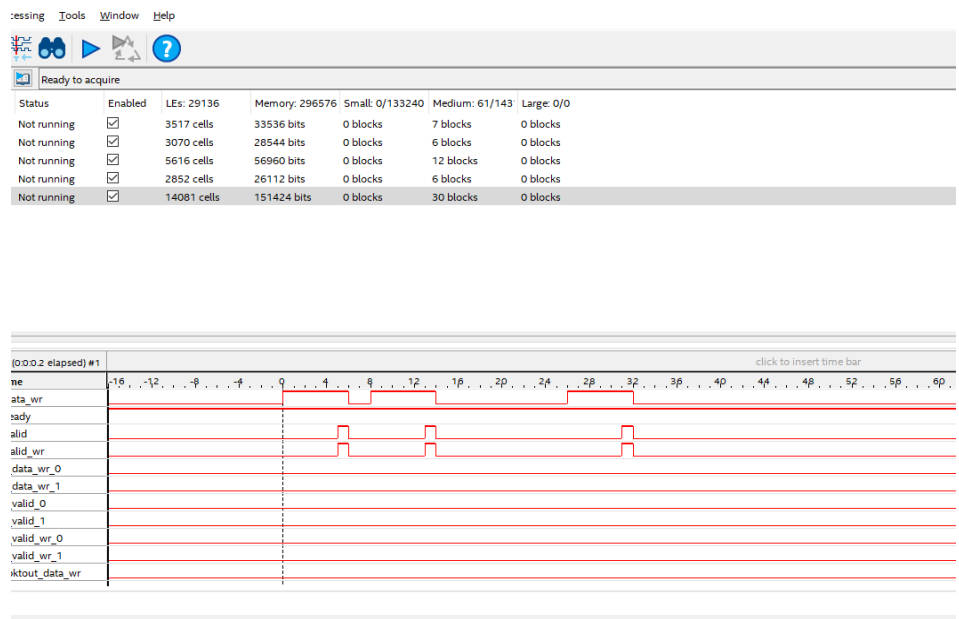 cessing Tools Window Help
Ready to acquire
Status Enabled LEs: 29136 Memory: 296576 Small: 0/133240 Medium: 61/143 Large: 0/0
Not running 3517 cells 33536 bits 0 blocks 7 blocks 0 blocks
Not running 3070 cells 28544 bits 0 blocks 6 blocks 0 blocks
Not running 5616 cells 56960 bits 0 blocks 12 blocks 0 blocks
Not running 2852 cells 26112 bits 0 blocks 6 blocks 0 blocks
Not running 14081 cells 151424 bits 0 blocks 30 blocks 0 blocks
(0:0:0.2 elapsed) #1 click to insert time bar
me -16 -12 -8 -4 0 4 8 12 16 20 24 28 32 36 40 44 48 52 56 60
ata_wr
eady
alid
alid_wr
data_wr_0
data_wr_1
valid_0
valid_1
valid_wr_0
valid_wr_1
oktout_data_wr